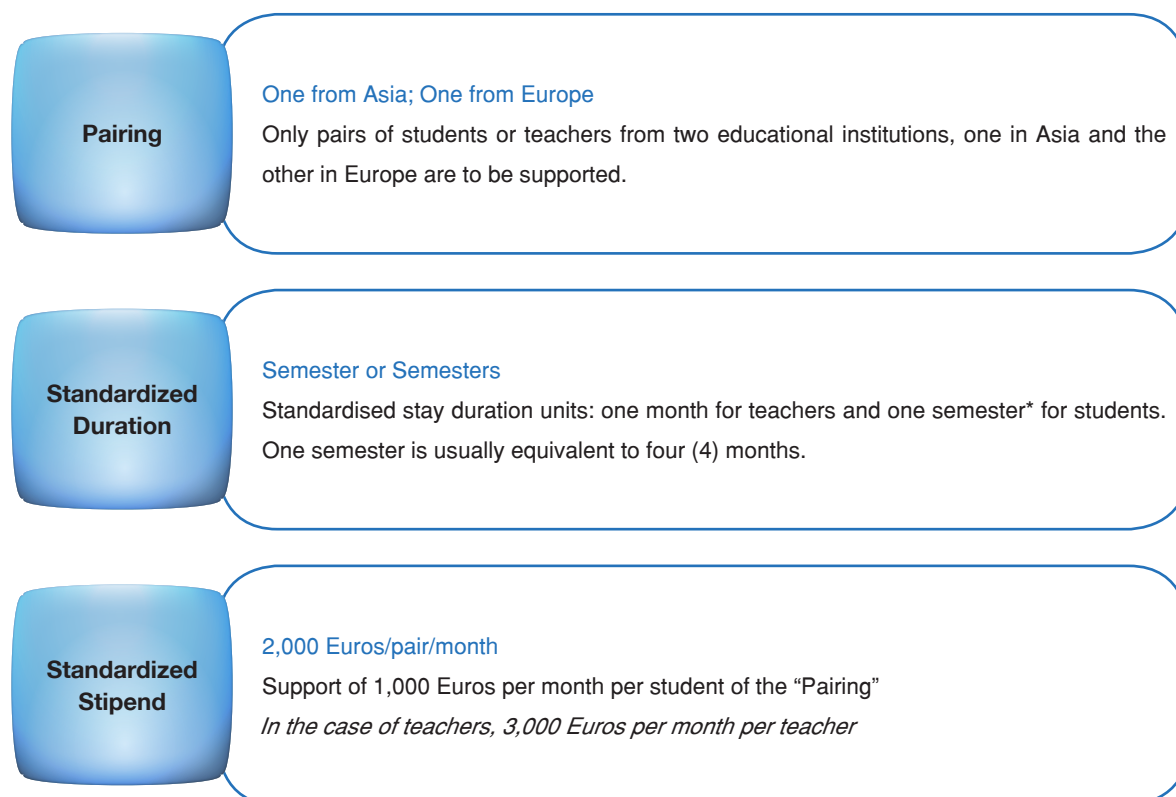 Pairing
One from Asia; One from Europe
Only pairs of students or teachers from two educational institutions, one in Asia and the
other in Europe are to be supported.
Standardized
Duration
Semester or Semesters
Standardised stay duration units: one month for teachers and one semester* for students.
One semester is usually equivalent to four (4) months.
Standardized
Stipend
2,000 Euros/pair/month
Support of 1,000 Euros per month per student of the “Pairing”
In the case of teachers, 3,000 Euros per month per teacher